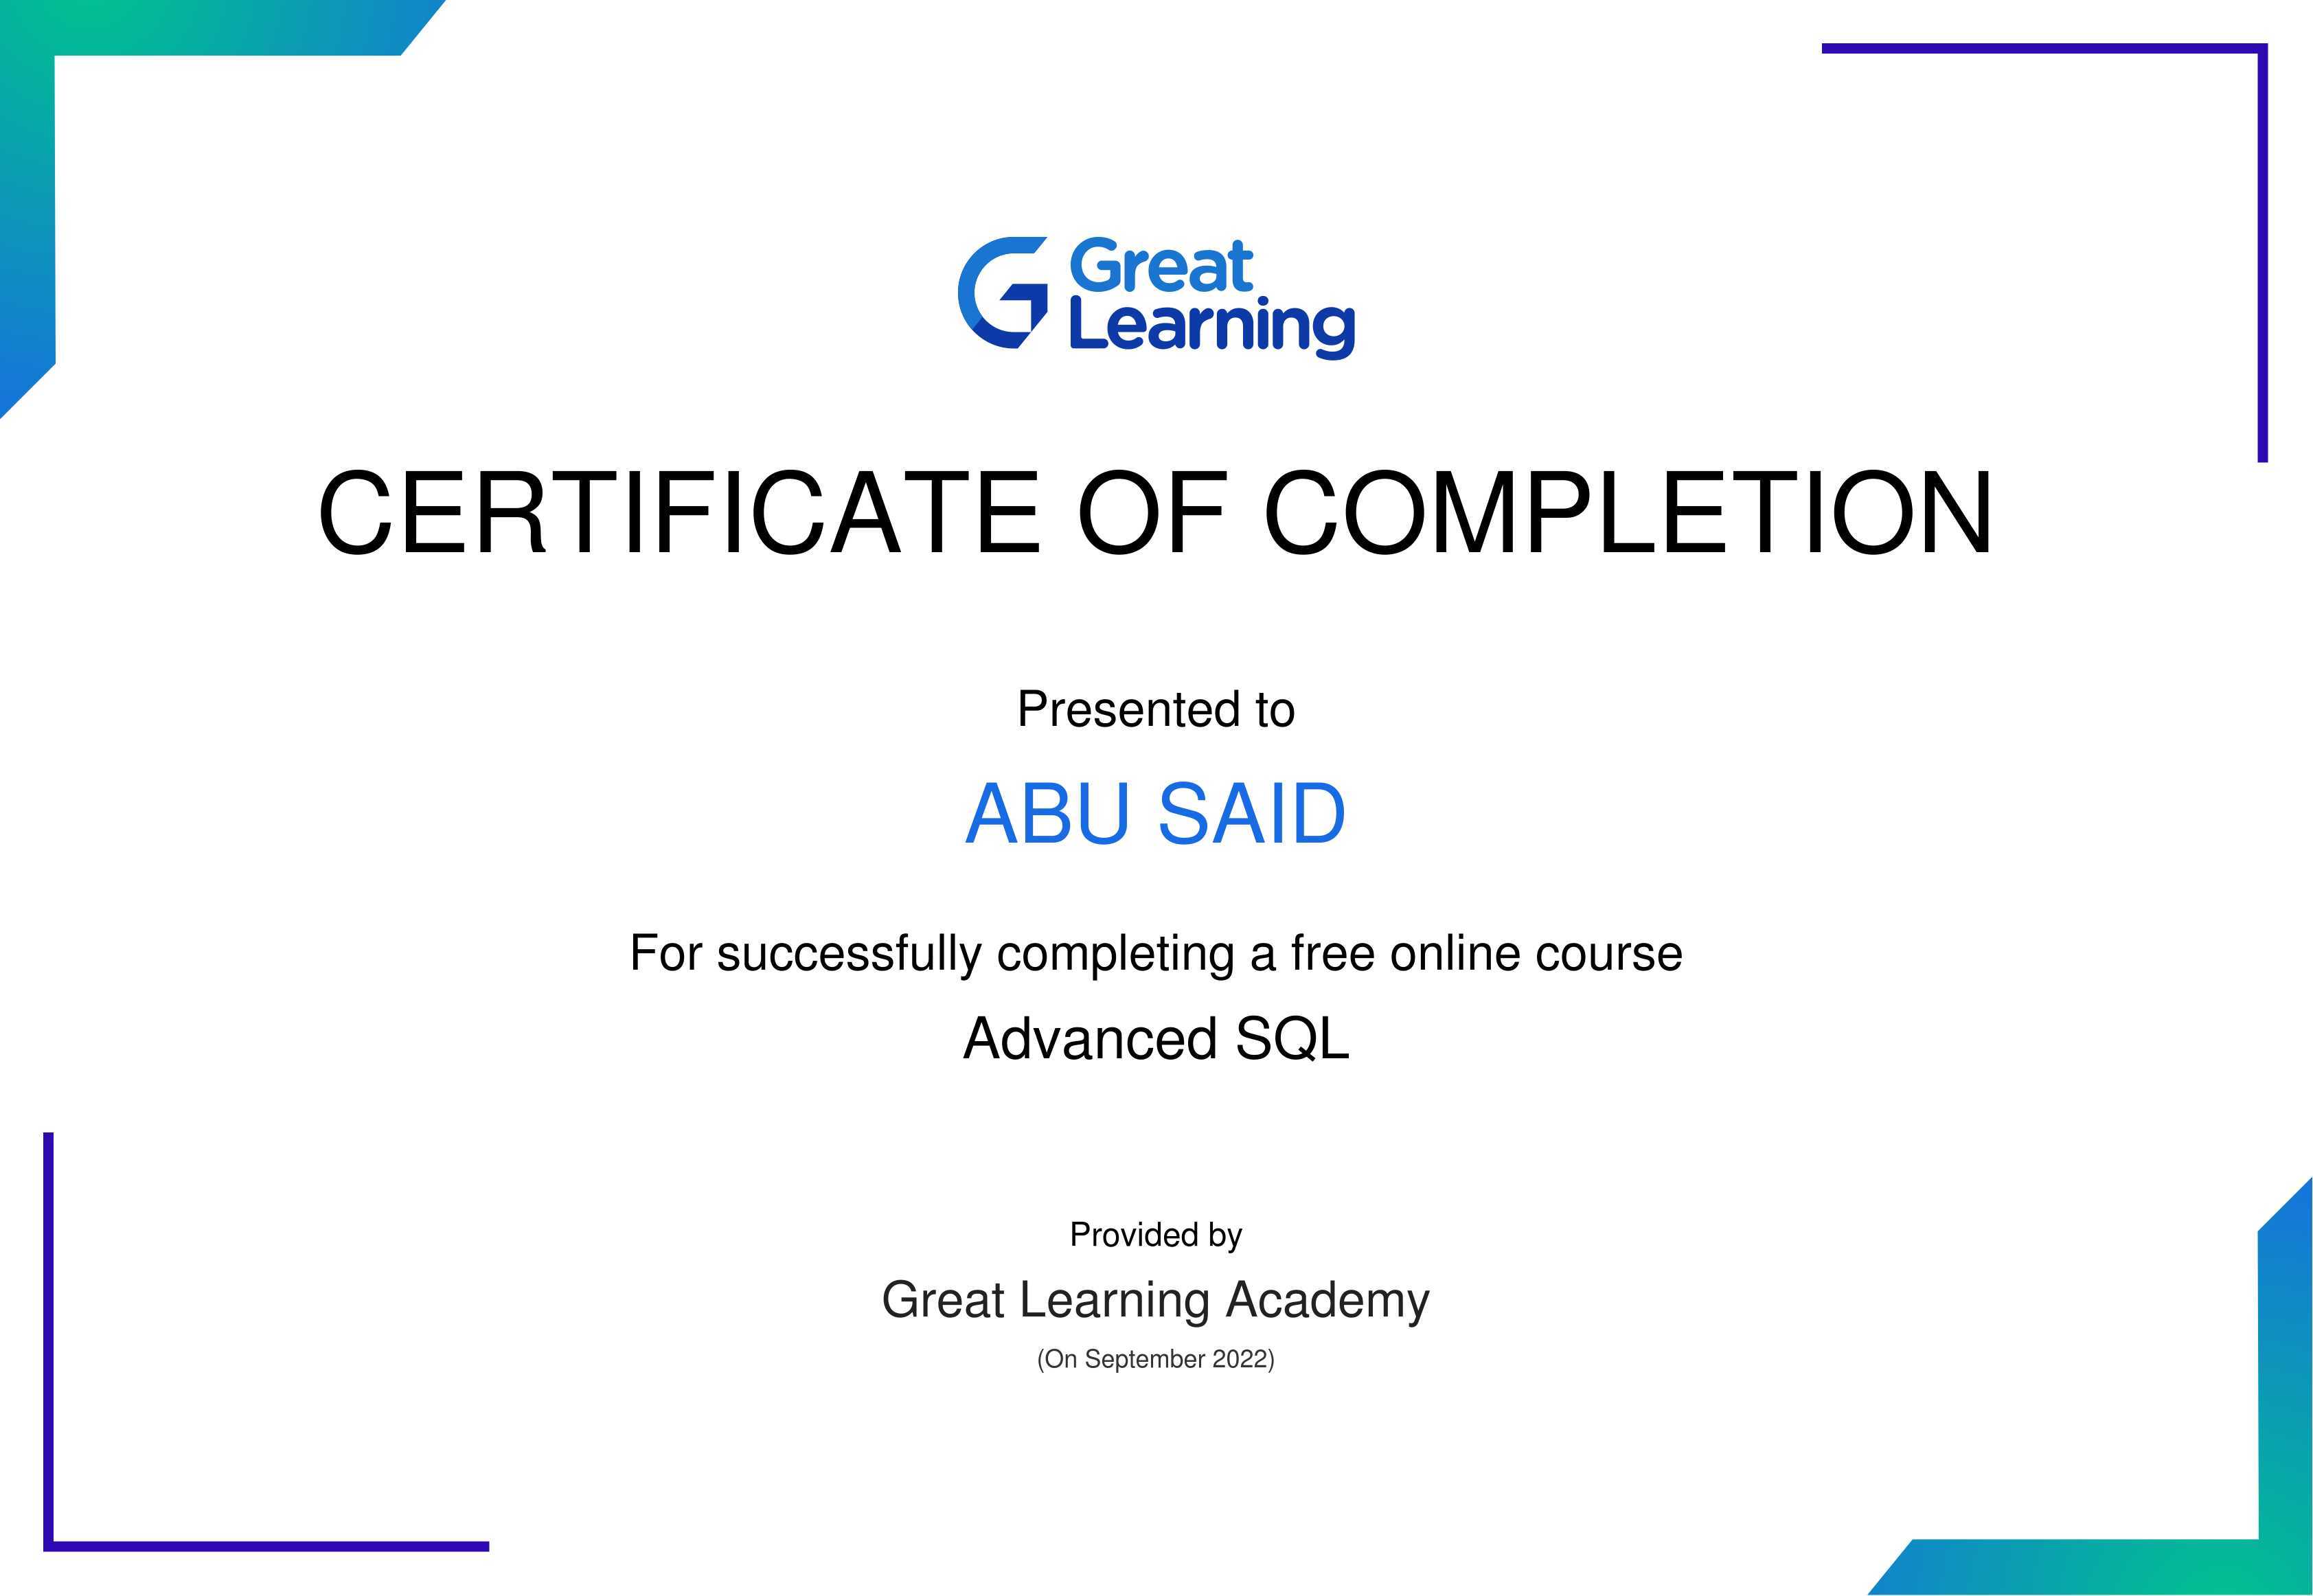 Great
Learning
CERTIFICATE OF COMPLETION
Presented to
ABU SAID
For successfully completing a free online course
Advanced SQL
Provided by
Great Learning Academy
(On September 2022)